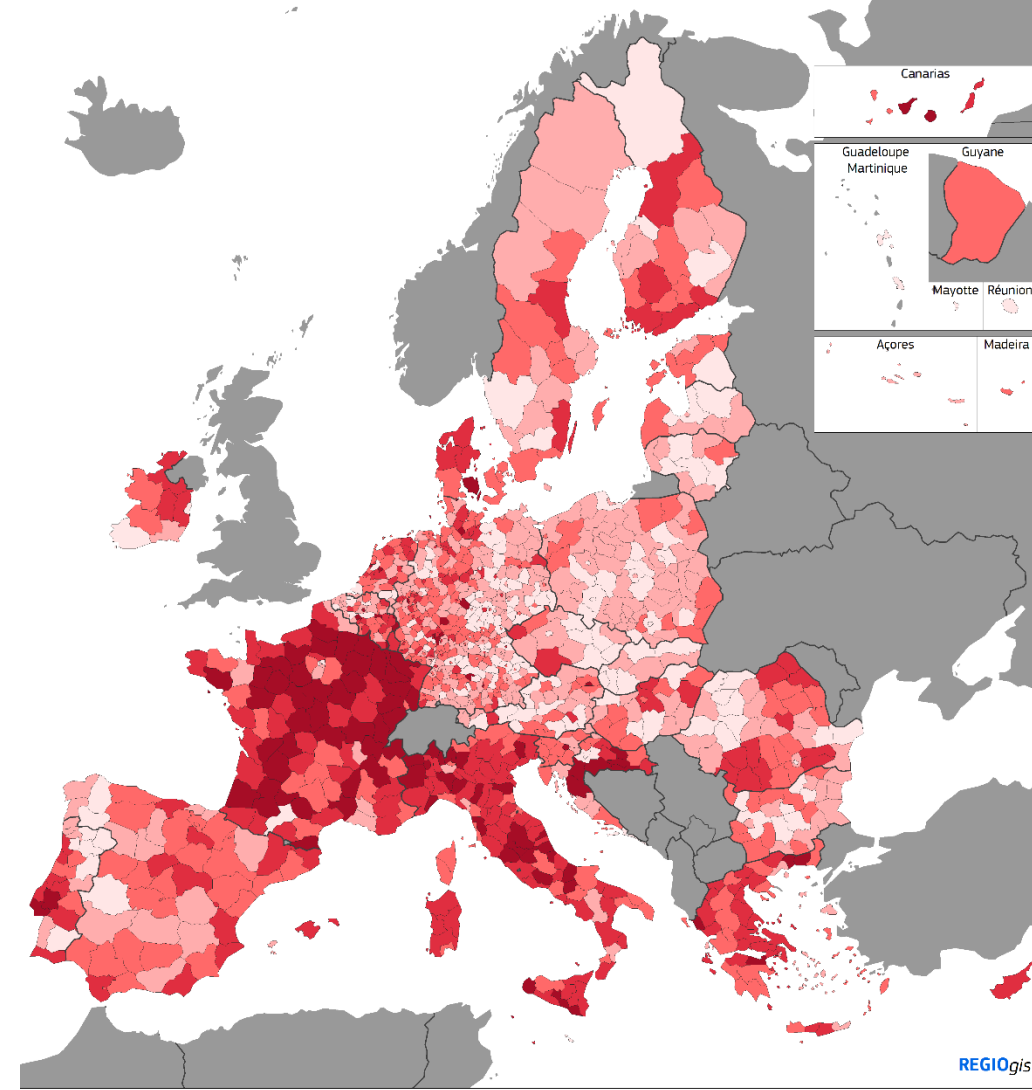 Canarias
Guadeloupe
Martinique
Guyane
Mayotte
Réunion
Açores
Madeira
REGIOgis